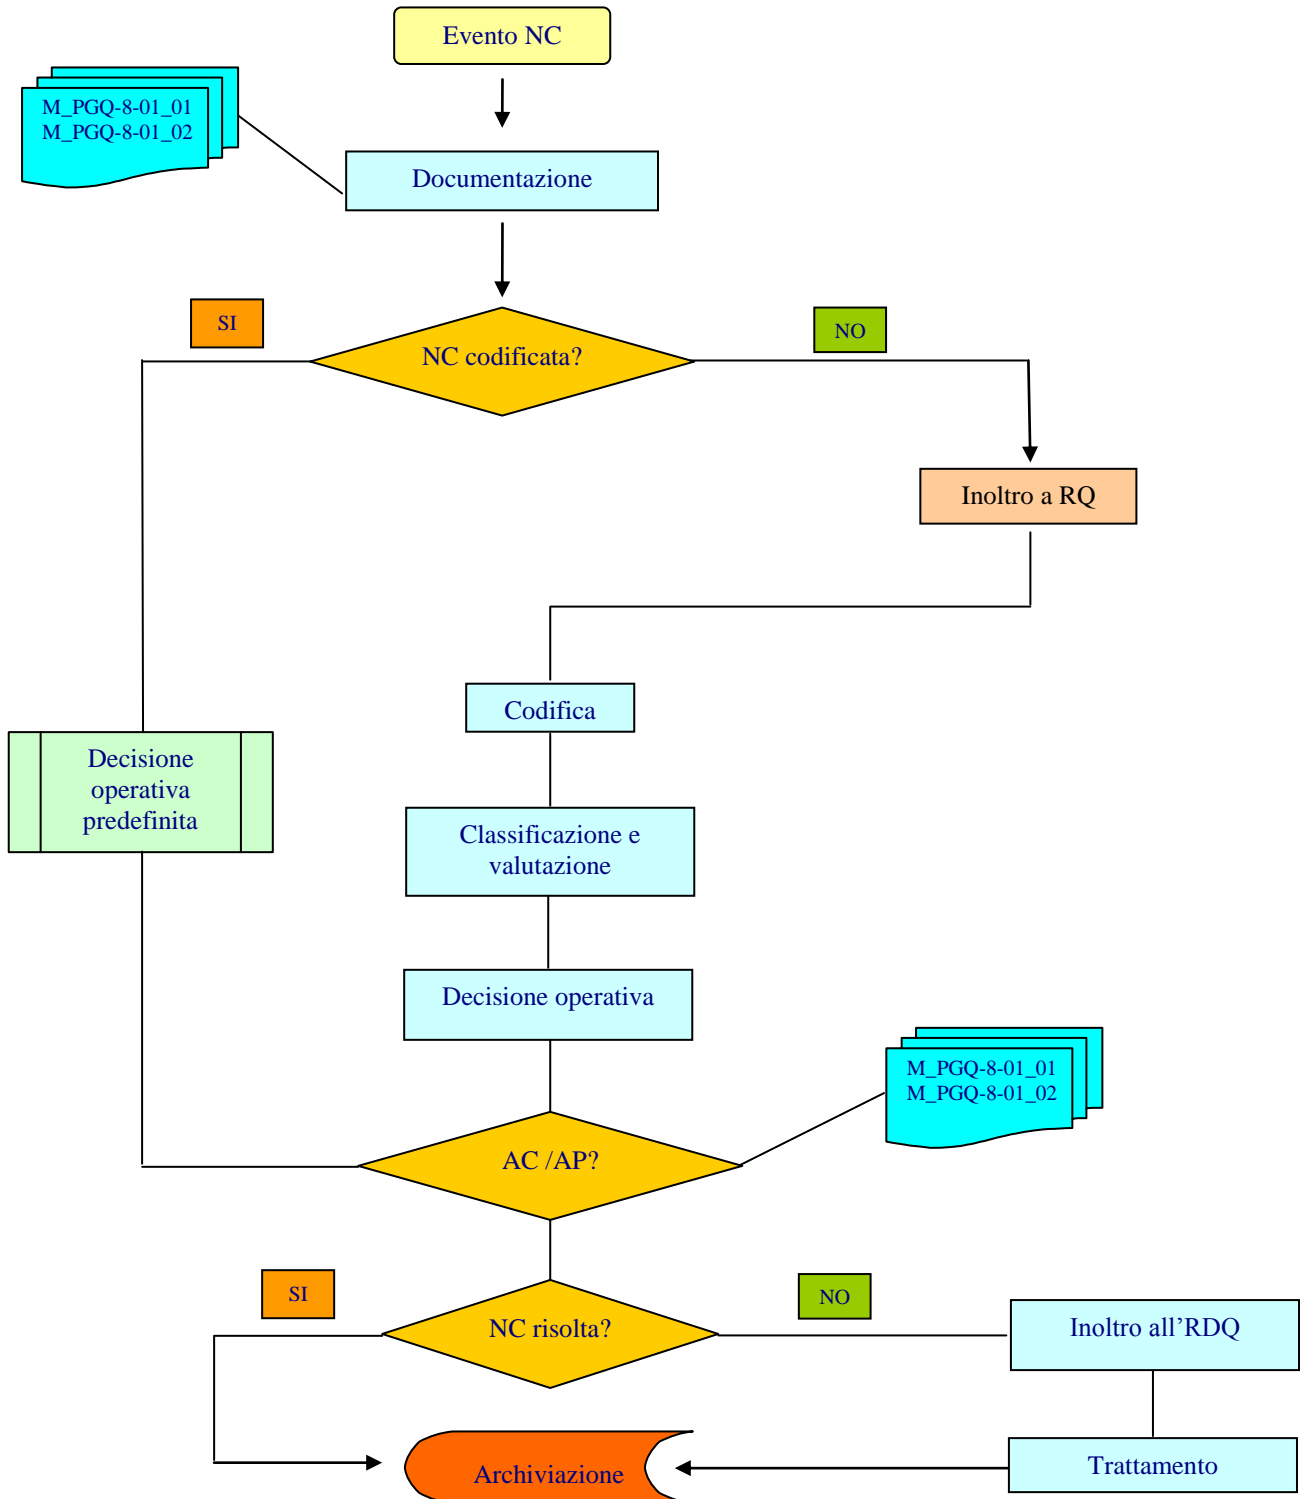 Evento NC
M_PGQ-8-01_01
M_PGQ-8-01_02
Documentazione
SI
NO
NC codificata?
Inoltro a RQ
Codifica
Decisione
operativa
predefinita
Classificazione e
valutazione
Decisione operativa
M_PGQ-8-01_01
M_PGQ-8-01_02
AC /AP?
SI
NO
NC risolta?
Inoltro all’RDQ
Archiviazione
Trattamento